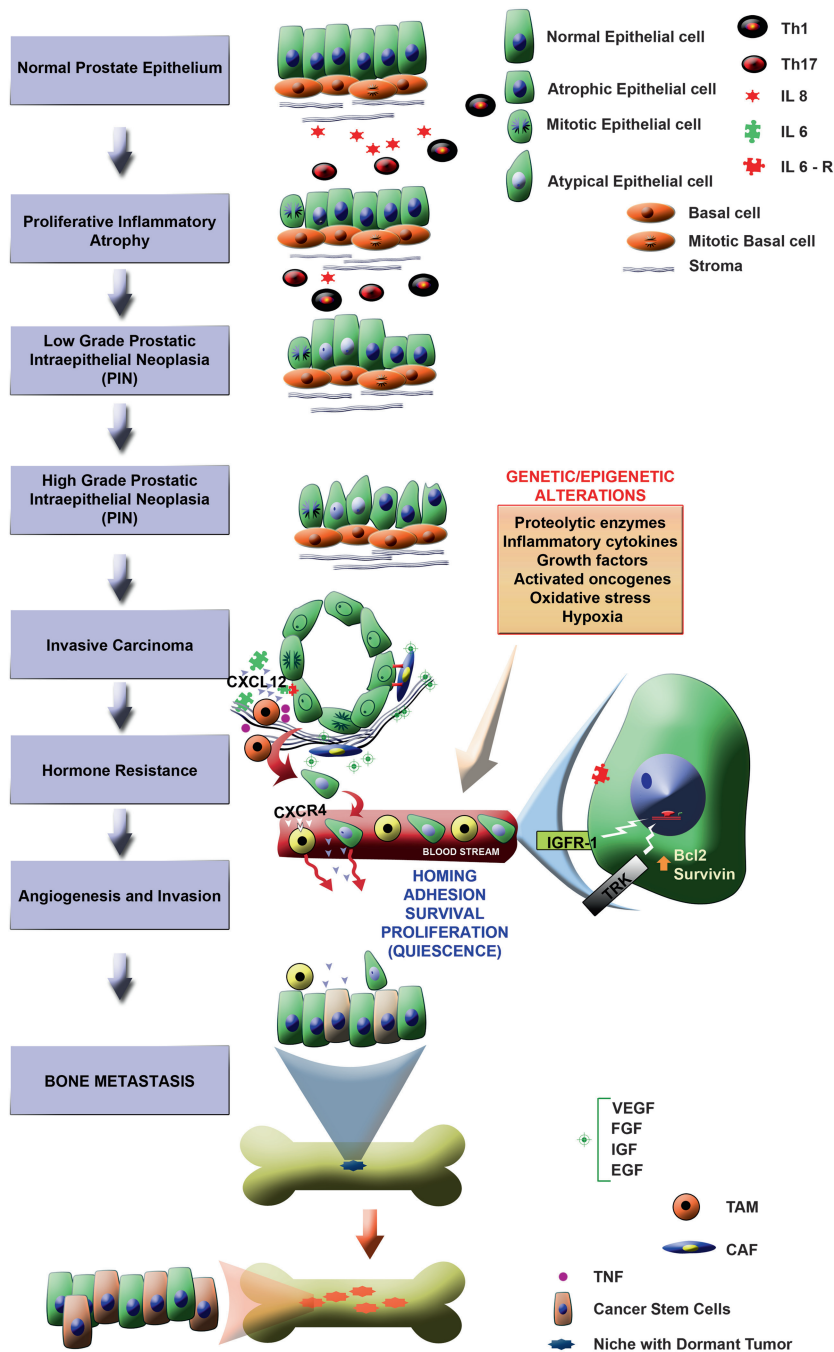 Normal Prostate Epithelium
Proliferative Inflammatory
Atrophy
Low Grade Prostatic
Intraepithelial Neoplasia
(PIN)
High Grade Prostatic
Intraepithelial Neoplasia
(PIN)
Invasive Carcinoma
Hormone Resistance
Angiogenesis and Invasion
BONE METASTASIS
Normal Epithelial cell
Atrophic Epithelial cell
Mitotic Epithelial cell
Atypical Epithelial cell
Basal cell
Mitotic Basal cell
Stroma
Th1
Th17
IL 8
IL 6
IL 6 - R
GENETIC/EPIGENETIC
ALTERATIONS
Proteolytic enzymes
Inflammatory cytokines
Growth factors
Activated oncogenes
Oxidative stress
Hypoxia
CXCL12
CXCR4
BLOOD STREAM
HOMING
ADHESION
SURVIVAL
PROLIFERATION
(QUIESCENCE)
IGFR-1
TRK
Bcl2
Survivin
VEGF
FGF
IGF
EGF
TAM
CAF
TNF
Cancer Stem Cells
Niche with Dormant Tumor